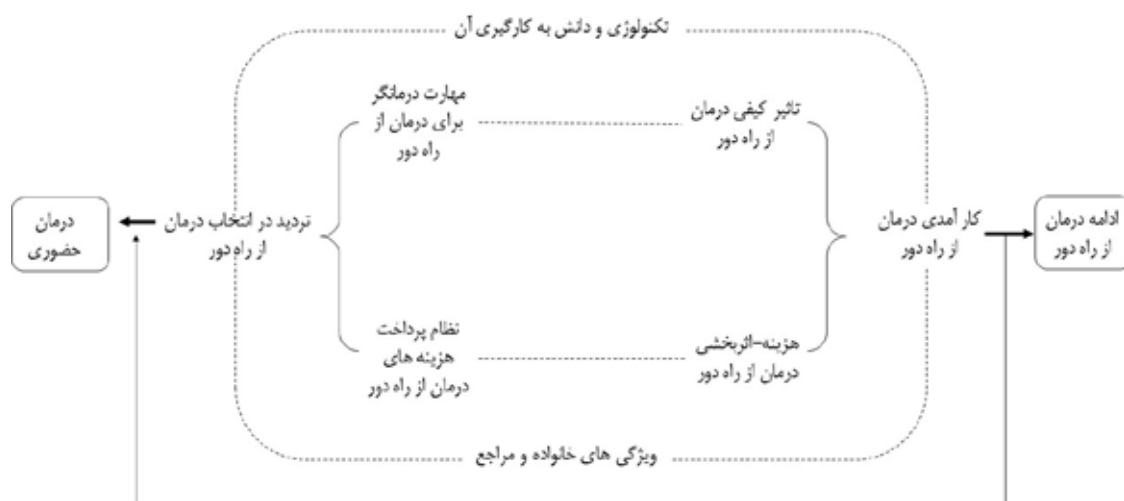 تکنولوژی و دانش به کارگیری آن
تاثیر کیفی درمان
از راه دور
مهارت درمانگر
برای درمان از
راه دور
ادامه درمان
از راه دور
کار آمدی درمان
از راه دور
تردید در انتخاب درمان
از راه دور
درمان
حضوری
هزینه-اثربخشی
درمان از راه دور
نظام پرداخت
هزینه های
درمان از راه دور
ویژگی های خانواده و مراجع